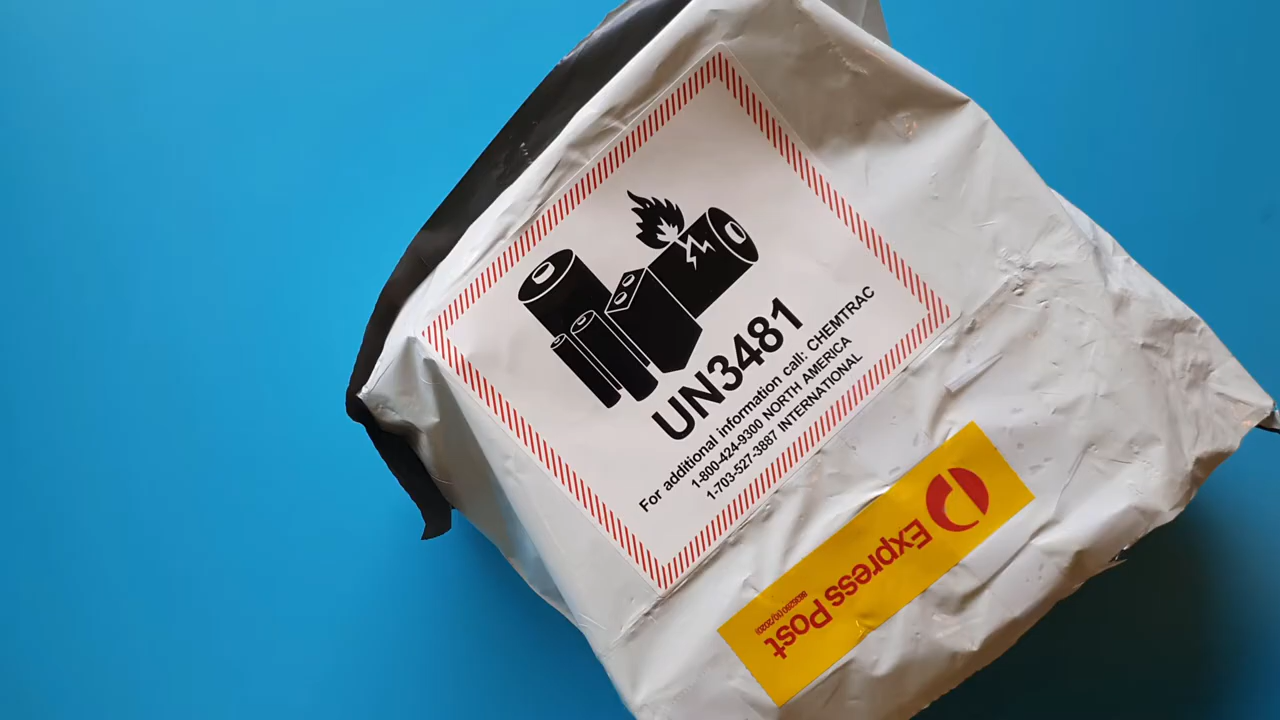 UN3481
For additional information call: CHEMTRAC
1-800-424-9300 NORTH AMERICA
1-703-527-3887 INTERNATIONAL
Express Post